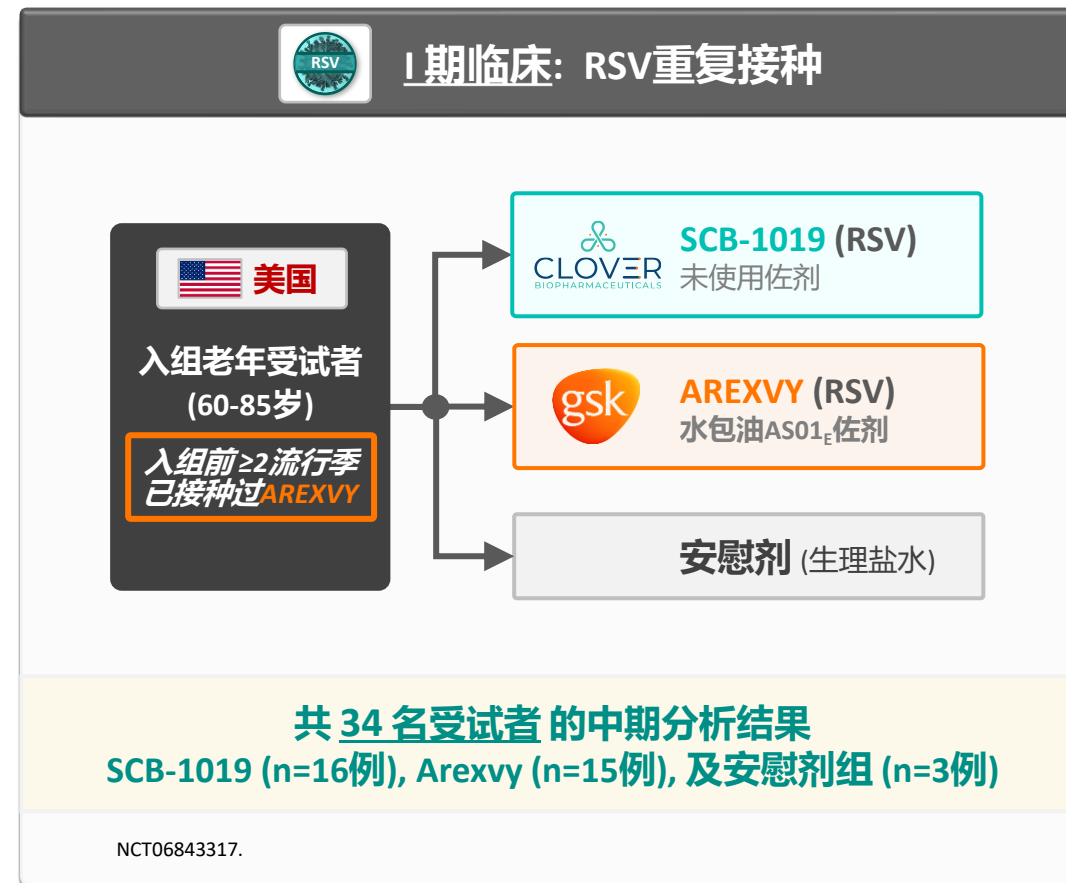 RSV
I 期临床: RSV重复接种
美国
入组老年受试者
(60-85岁)
入组前 ≥2流行季
已接种过AREXVY
CLOVER
BIOPHARMACEUTICALS
SCB-1019 (RSV)
未使用佐剂
gsk
AREXVY (RSV)
水包油AS01E佐剂
安慰剂 (生理盐水)
共 34 名受试者 的中期分析结果
SCB-1019 (n=16例), Arexvy (n=15例), 及安慰剂组 (n=3例)
NCT06843317.